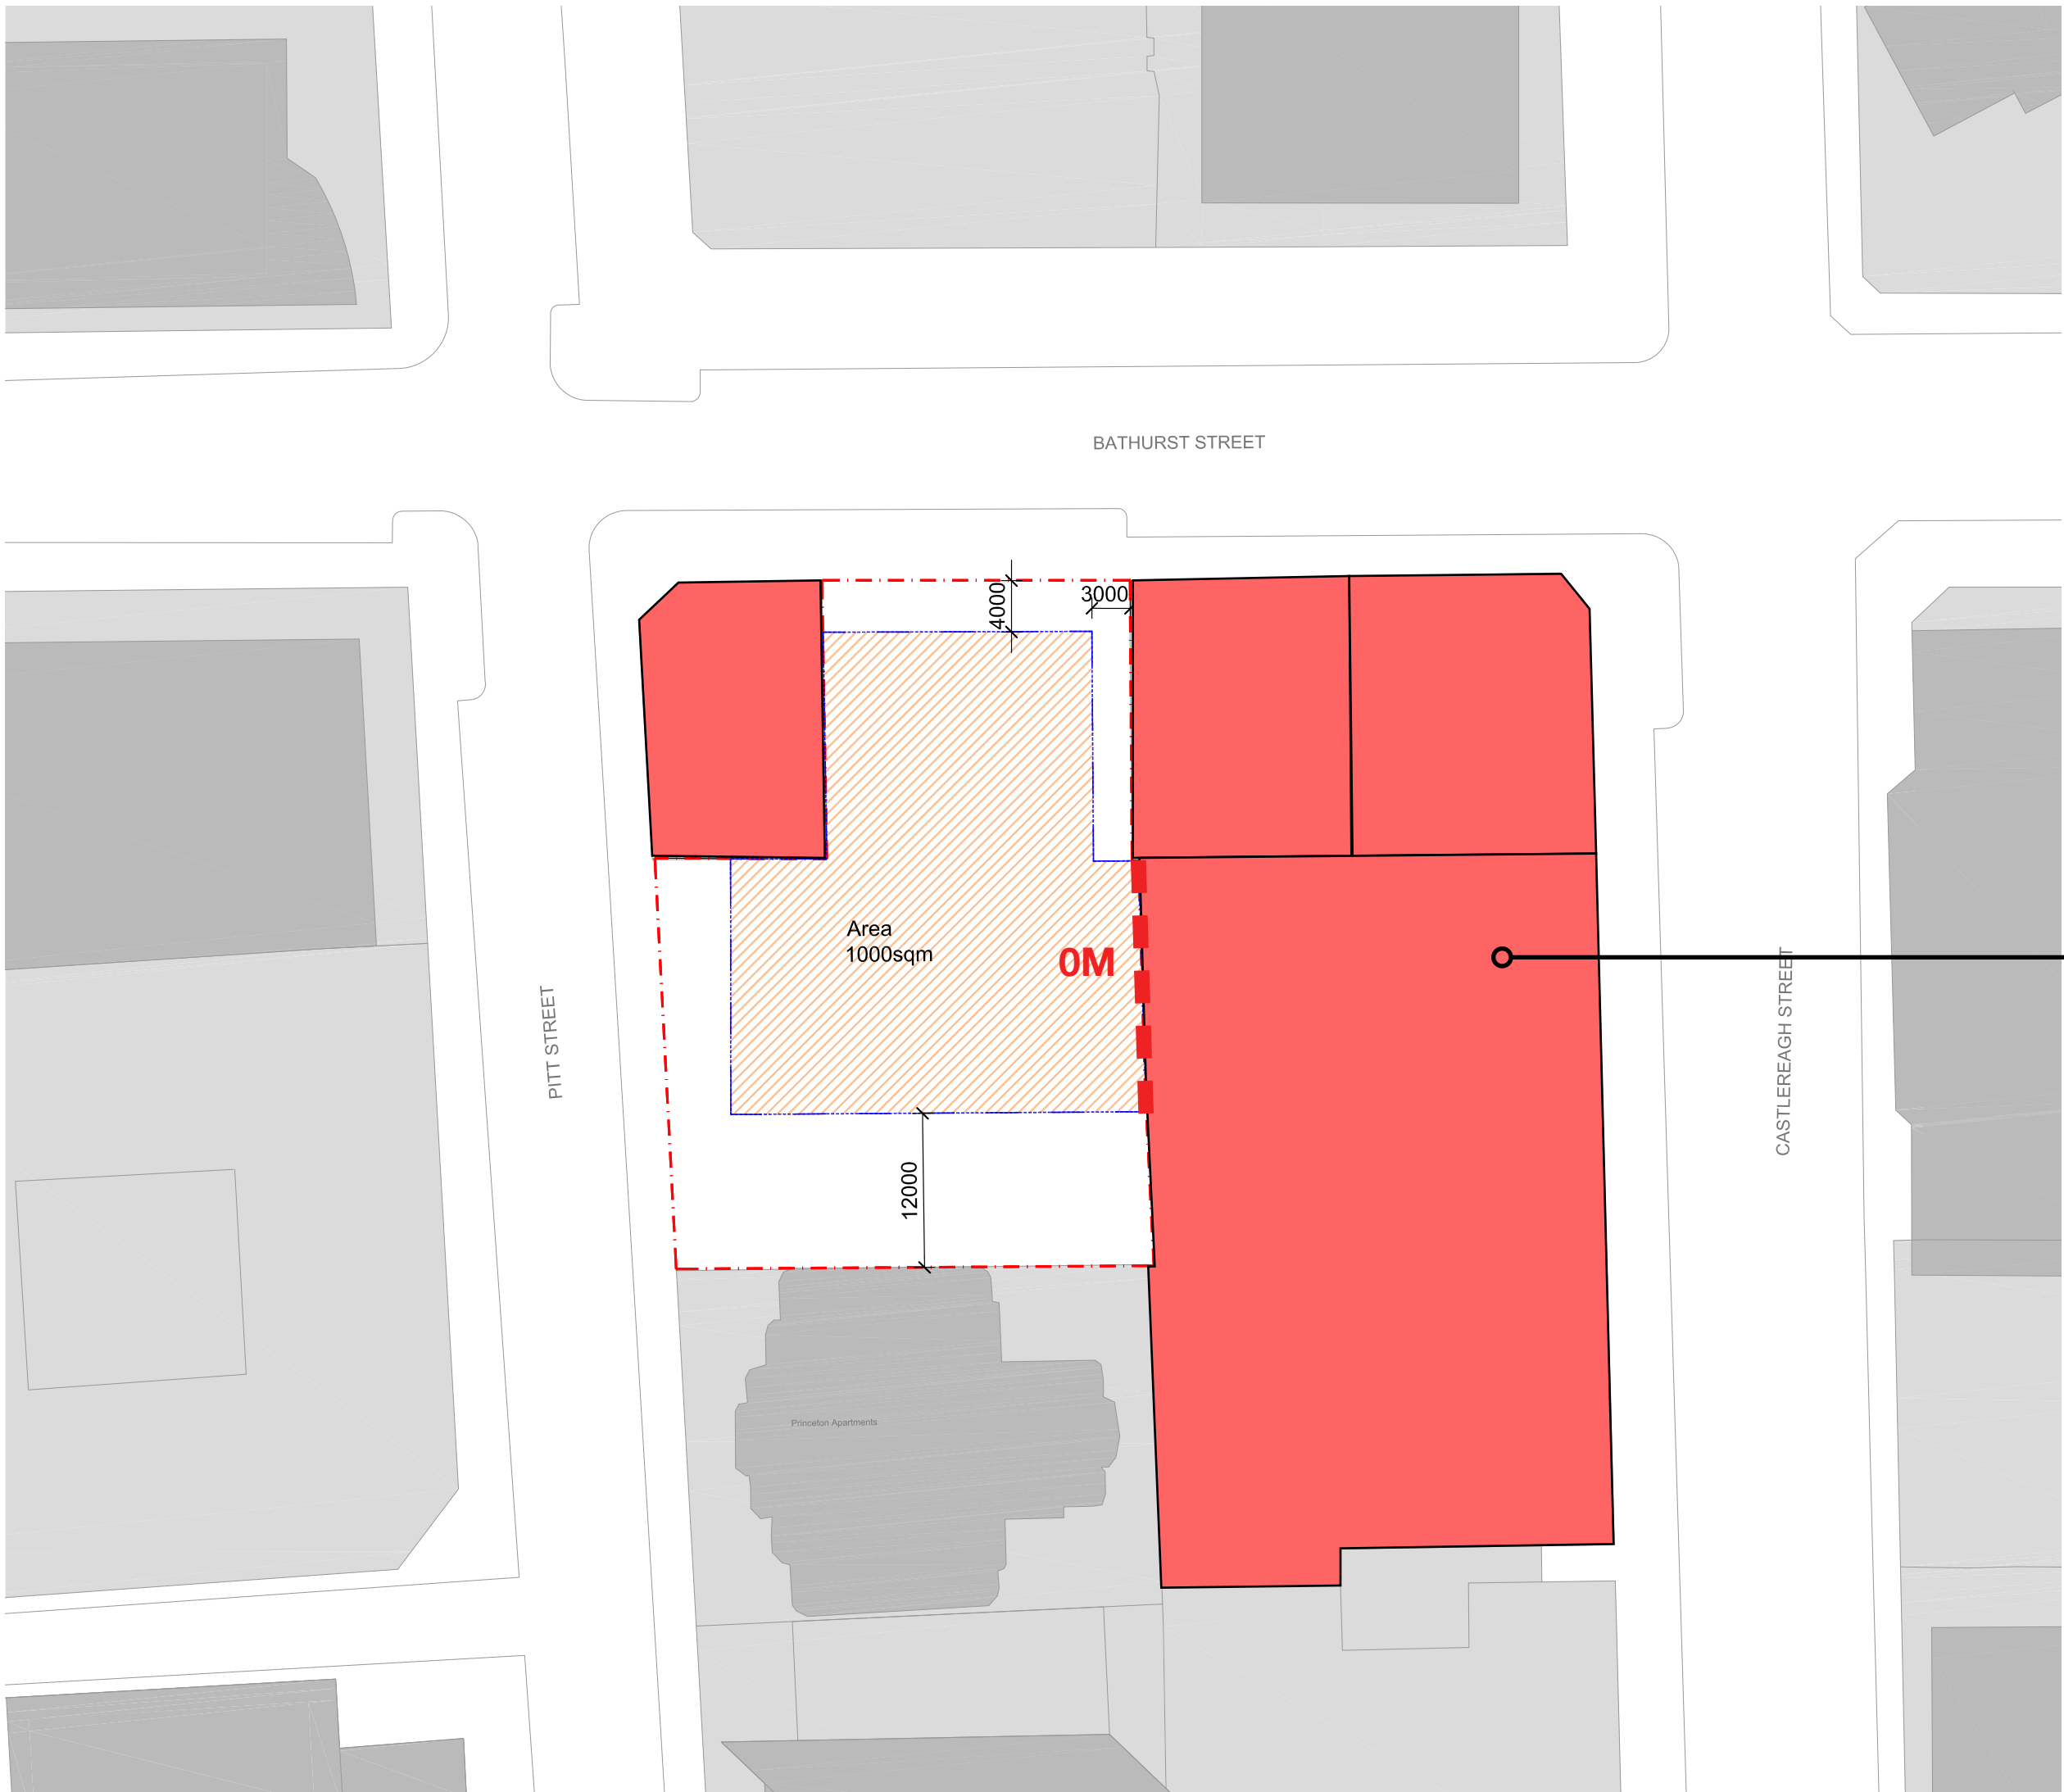 BATHURST STREET
4000
3000
Area
1000sqm
0M
PITT STREET
CASTLEREAGH STREET
12000
Princeton Apartments